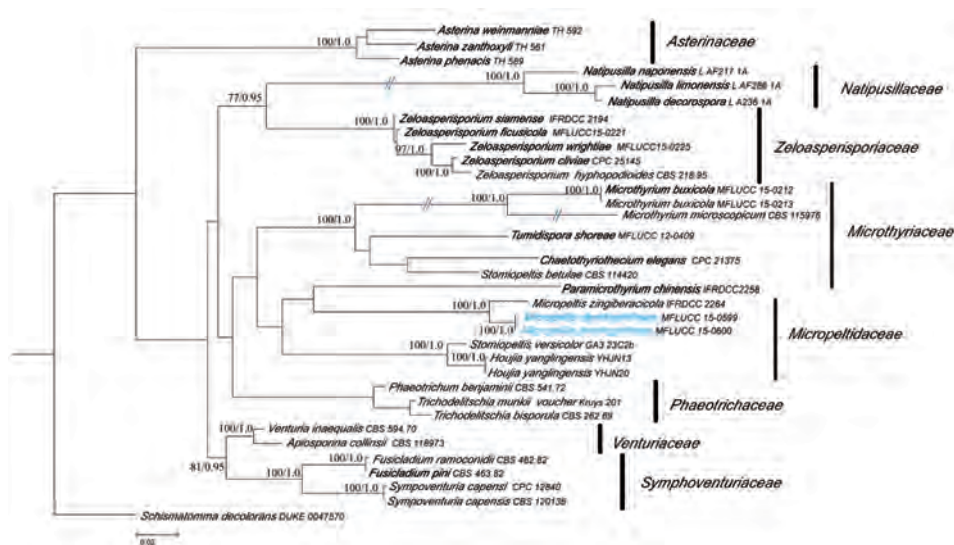 Asterina weinmanniae TH 592
100/1.0
Asterina zanthoxyli TH 561
Asterinaceae
Asterina phenacis TH 589
100/1.0
Natipusilla naponensis L AF217 1A
77/0.95
100/1.0
Natipusilla limonensis L AF286 1A
Natipusillaceae
Natipusilla decorospora L A236 1A
100/1.0
Zeloasperisporium siamense IFRDCC 2194
Zeloasperisporium ficusicola MFLUCC15-0221
97/1.0
Zeloasperisporium wrightiae MFLUCC15-0225
Zeloasperisporiaceae
Zeloasperisporium cliviae CPC 25145
Zeloasperisporium hyphopodioides CBS 218.95
100/1.0
100/1.0
Microthyrium buxicola MFLUCC 15-0212
Microthyrium buxicola MFLUCC 15-0213
100/1.0
Microthyrium microscopicum CBS 115976
Microthyriaceae
Tumidispora shoreae MFLUCC 12-0409
Chaetothyriothecium elegans CPC 21375
Stomiopeltis betulae CBS 114420
Paramicrothyrium chinensis IFRDCC2258
100/1.0
Micropeltis zingiberacicola IFRDCC 2264
MFLUCC 15-0599
100/1.0
MFLUCC 15-0600
Micropeltidaceae
100/1.0
Stomiopeltis versicolor GA3 23C2b
Houjia yanglingensis YHJN13
Houjia yanglingensis YHJN20
Phaeotrichum benjaminii CBS 541.72
Trichodelitschia munkii voucher Kruys 201
Phaeotrichaceae
Trichodelitschia bisporula CBS 262.69
100/1.0
Venturia inaequalis CBS 594.70
Venturiaceae
Apiosporina collinsii CBS 118973
81/0.95
100/1.0
Fusicladium ramoconidii CBS 462.82
100/1.0
Fusicladium pini CBS 463.82
Symphoventuriaceae
100/1.0
Sympoventuria capensi CPC 12840
Sympoventuria capensis CBS 120136
Schismatomma decolorans DUKE 0047570
0.02